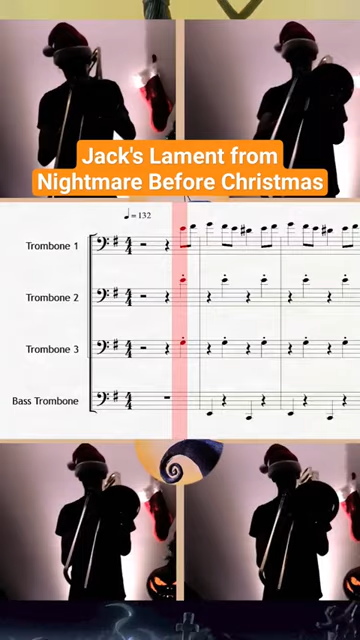 Jack's Lament from
Nightmare Before Christmas
♩ = 132
Trombone 1
Trombone 2
Trombone 3
Bass Trombone